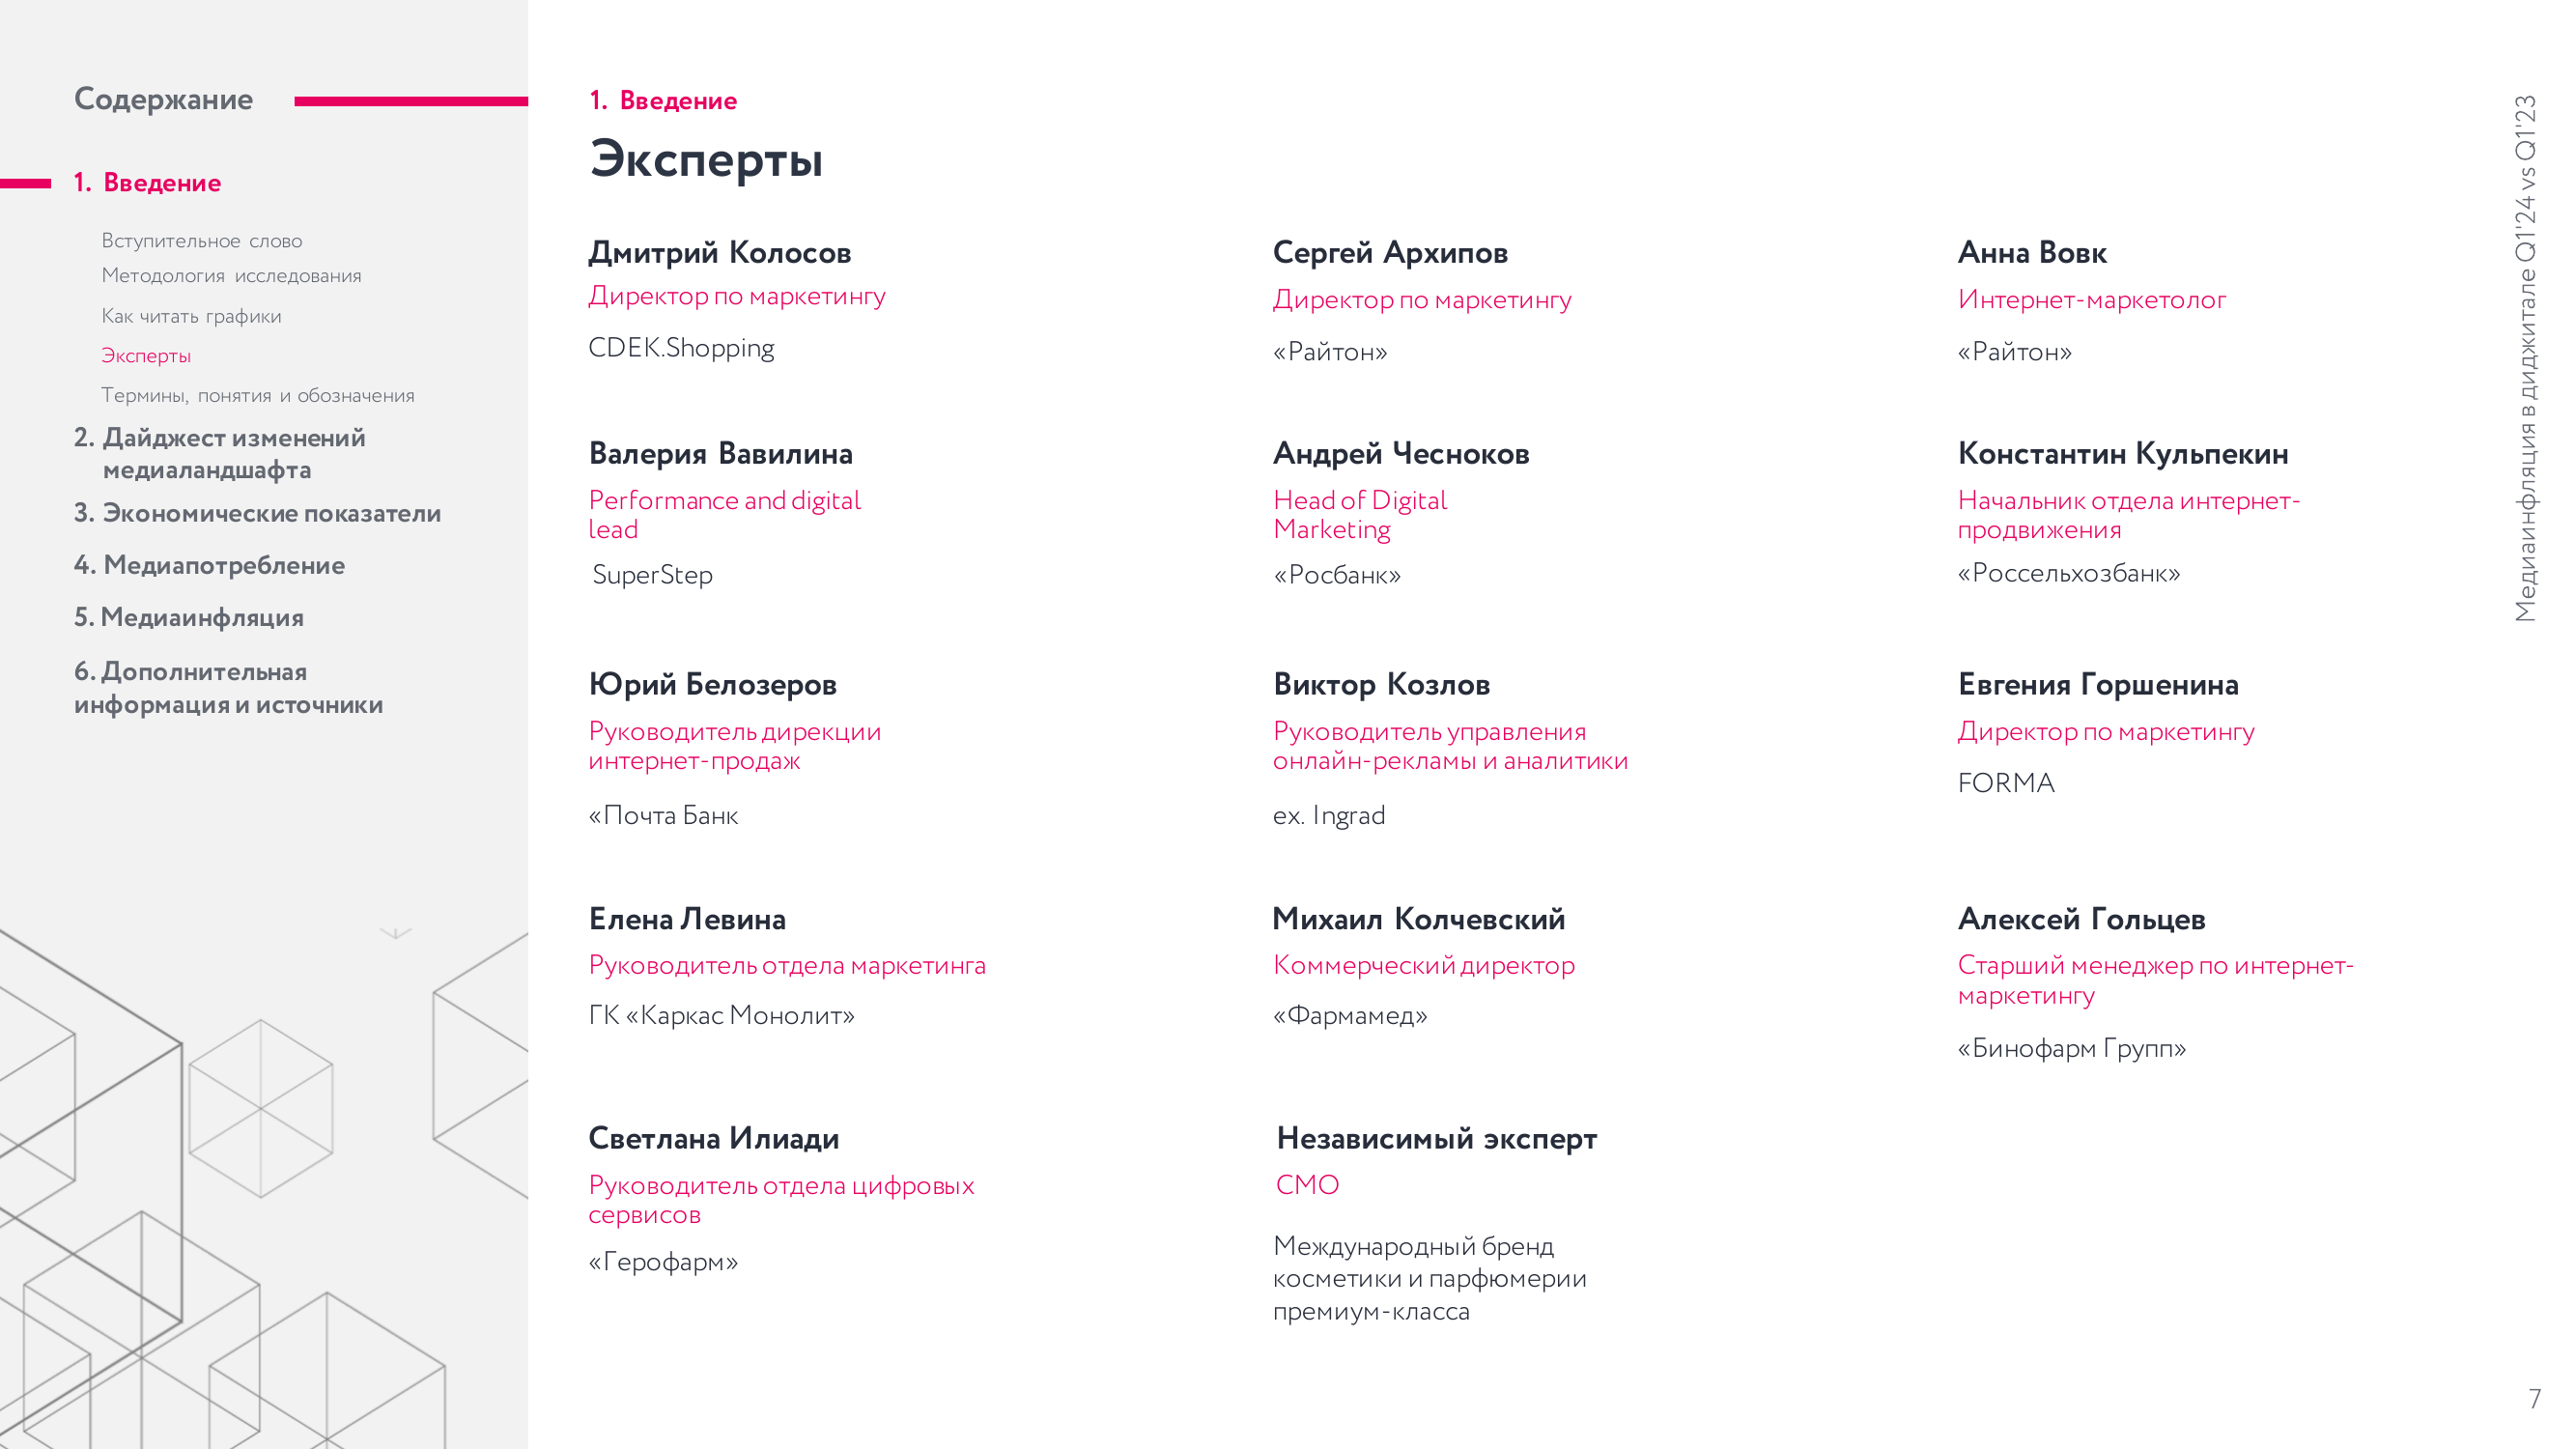 Содержание
1. Введение
Вступительное слово
Методология исследования
Как читать графики
Эксперты
Термины, понятия и обозначения
2. Дайджест изменений
медиаландшафта
3. Экономические показатели
4. Медиапотребление
5. Медиаинфляция
6. Дополнительная
информация и источники
1. Введение
Эксперты
Дмитрий Колосов
Директор по маркетингу
CDEK.Shopping
Сергей Архипов
Директор по маркетингу
«Райтон»
Анна Вовк
Интернет-маркетолог
«Райтон»
Валерия Вавилина
Performance and digital
lead
SuperStep
Андрей Чесноков
Head of Digital
Marketing
«Росбанк»
Константин Кульпекин
Начальник отдела интернет-
продвижения
«Россельхозбанк»
Юрий Белозеров
Руководитель дирекции
интернет-продаж
«Почта Банк
Виктор Козлов
Руководитель управления
онлайн-рекламы и аналитики
ex. Ingrad
Евгения Горшенина
Директор по маркетингу
FORMA
Елена Левина
Руководитель отдела маркетинга
ГК «Каркас Монолит»
Михаил Колчевский
Коммерческий директор
«Фармамед»
Алексей Гольцев
Старший менеджер по интернет-
маркетингу
«Бинофарм Групп»
Светлана Илиади
Руководитель отдела цифровых
сервисов
«Герофарм»
Независимый эксперт
CMO
Международный бренд
косметики и парфюмерии
премиум-класса
Медиаинфляция в диджитале Q1'24 vs Q1'23
7